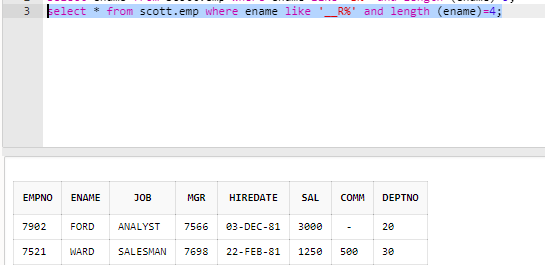 3 select * from scott.emp where ename like '__R%' and length (ename)=4;
EMPNO ENAME JOB MGR HIREDATE SAL COMM DEPTNO
7902 FORD ANALYST 7566 03-DEC-81 3000 - 20
7521 WARD SALESMAN 7698 22-FEB-81 1250 500 30